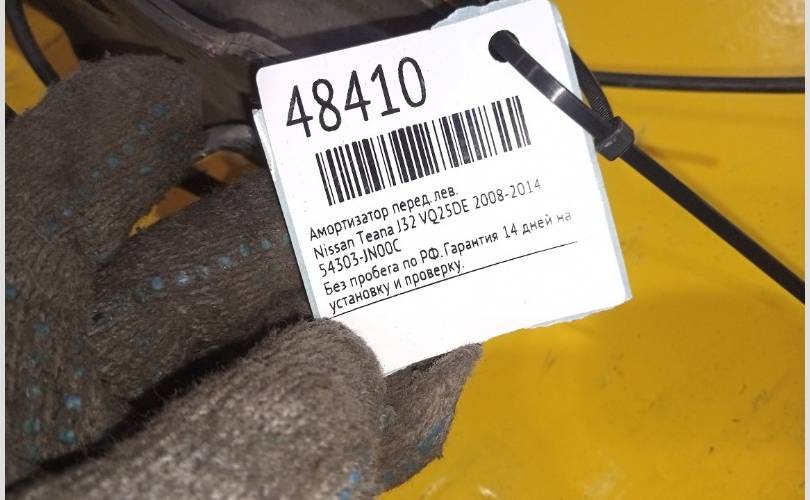 48410
Амортизатор перед. лев.
Nissan Teana J32 VQ25DE 2008-2014
54303-JN00C
Без пробега по РФ. Гарантия 14 дней на
установку и проверку.